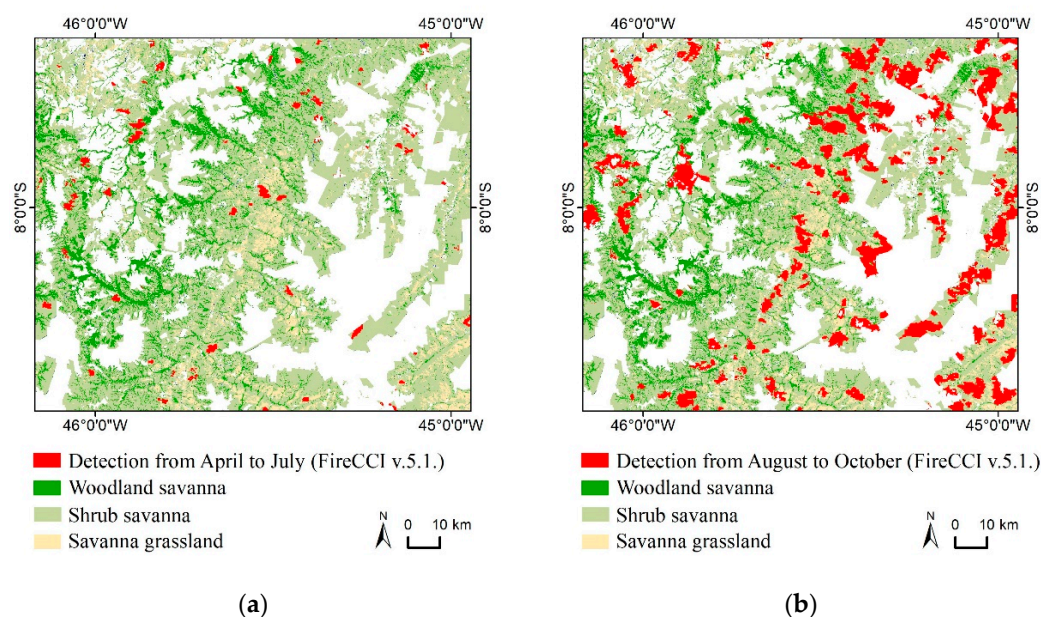 46°0'0"W 45°0'0"W 46°0'0"W 45°0'0"W
8°0'0"S 8°0'0"S 8°0'0"S
46°0'0"W 45°0'0"W 46°0'0"W 45°0'0"W
Detection from April to July (FireCCI v.5.1.)
Woodland savanna
Shrub savanna
Savanna grassland
N
0 10 km
(a)
Detection from August to October (FireCCI v.5.1.)
Woodland savanna
Shrub savanna
Savanna grassland
N
0 10 km
(b)